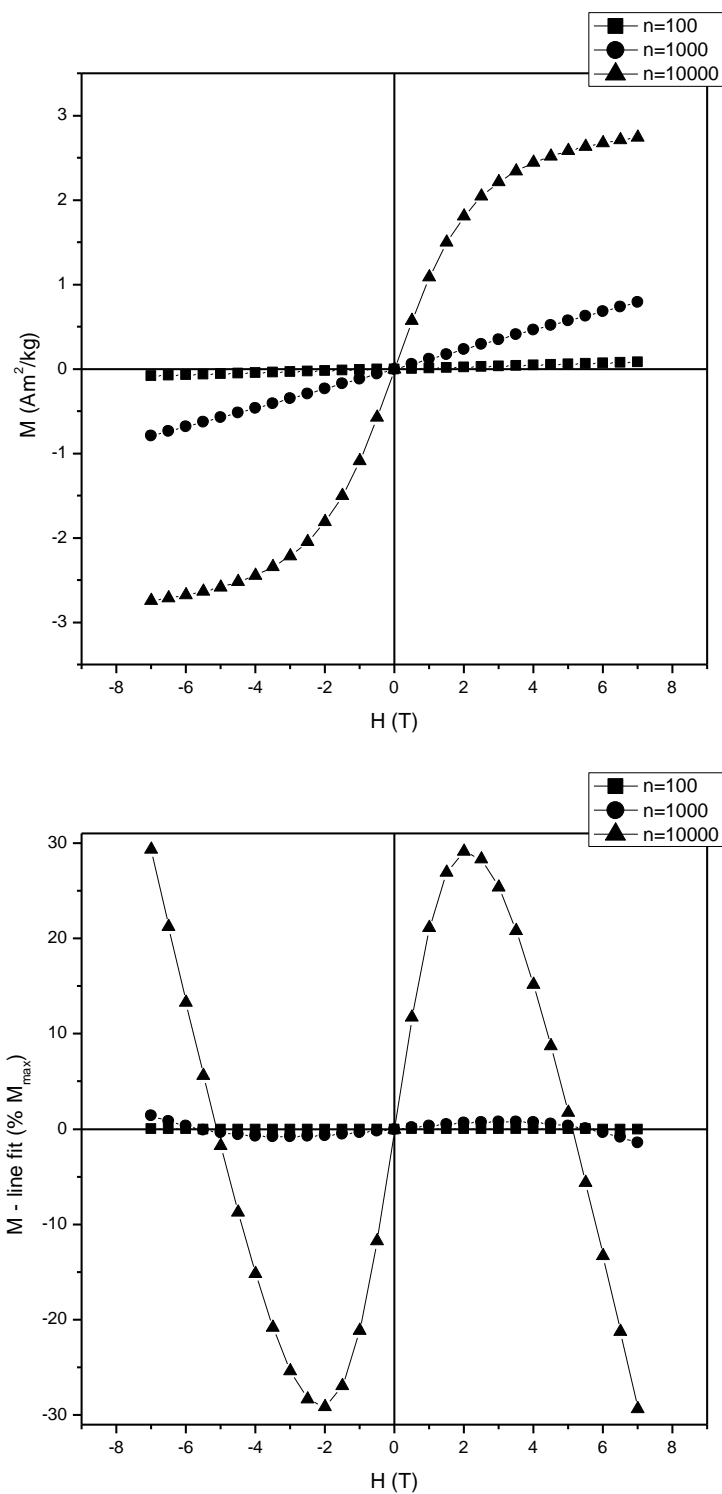 n=100
n=1000
n=10000
3
2
1
0
-1
-2
-3
M (Am²/kg)
-8 -6 -4 -2 0 2 4 6 8
H (T)
n=100
n=1000
n=10000
30
20
10
0
-10
-20
-30
M - line fit (% Mmax)
-8 -6 -4 -2 0 2 4 6 8
H (T)